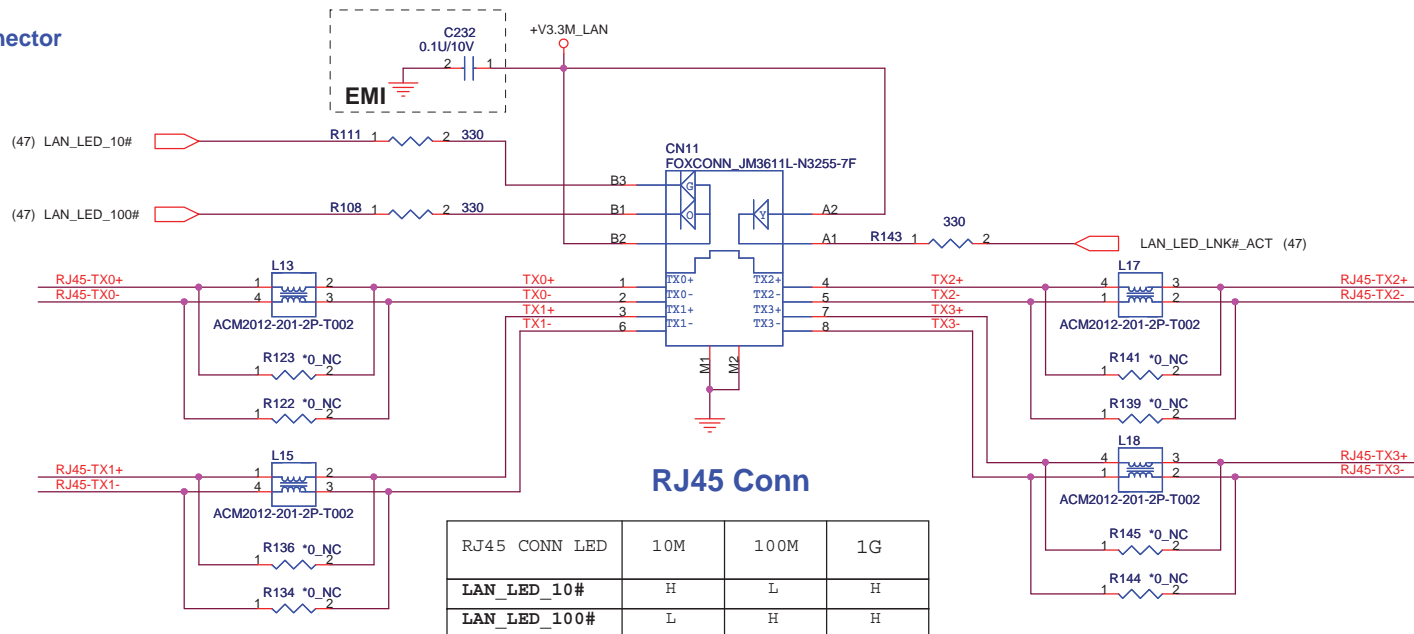 nector
C232
0.1U/10V
2 1
EMI
+V3.3M_LAN
(47) LAN_LED_10#
R111 1 2 330
(47) LAN_LED_100#
R108 1 2 330
CN11
FOXCONN_JM3611L-N3255-7F
B3
B1
B2
G
O
Y
A2
A1
R143 1 2
330
LAN_LED_LNK#_ACT (47)
RJ45-TX0+
RJ45-TX0-
L13
1 2
4 3
ACM2012-201-2P-T002
R123 *0_NC
1 2
R122 *0_NC
1 2
TX0+ 1 TX0+
TX0- 2 TX0-
TX1+ 3 TX1+
TX1- 6 TX1-
TX2+ 4 TX2+
TX2- 5 TX2-
TX3+ 7 TX3+
TX3- 8 TX3-
M1
M2
L17
4 3
1 2
ACM2012-201-2P-T002
RJ45-TX2+
RJ45-TX2-
R141 *0_NC
1 2
R139 *0_NC
1 2
RJ45-TX1+
RJ45-TX1-
L15
1 2
4 3
ACM2012-201-2P-T002
R136 *0_NC
1 2
R134 *0_NC
1 2
RJ45 Conn
L18
4 3
1 2
ACM2012-201-2P-T002
RJ45-TX3+
RJ45-TX3-
R145 *0_NC
1 2
R144 *0_NC
1 2
RJ45 CONN LED 10M 100M 1G
LAN_LED_10# H L H
LAN_LED_100# L H H